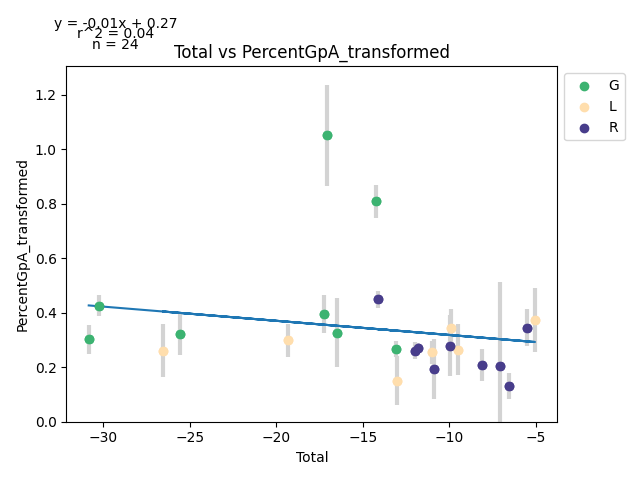 y = -0.01x + 0.27
r^2 = 0.04
n = 24
Total vs PercentGpA_transformed
G
L
R
PercentGpA_transformed
1.2
1.0
0.8
0.6
0.4
0.2
0.0
−30
−25
−20
−15
−10
−5
Total